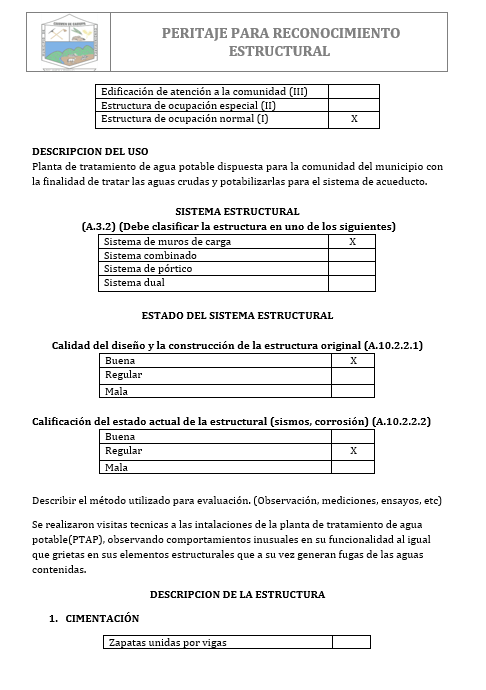 PERITAJE PARA RECONOCIMIENTO
ESTRUCTURAL
Edificación de atención a la comunidad (III)
Estructura de ocupación especial (II)
Estructura de ocupación normal (I) X
DESCRIPCION DEL USO
Planta de tratamiento de agua potable dispuesta para la comunidad del municipio con
la finalidad de tratar las aguas crudas y potabilizarlas para el sistema de acueducto.
SISTEMA ESTRUCTURAL
(A.3.2) (Debe clasificar la estructura en uno de los siguientes)
Sistema de muros de carga X
Sistema combinado
Sistema de pórtico
Sistema dual
ESTADO DEL SISTEMA ESTRUCTURAL
Calidad del diseño y la construcción de la estructura original (A.10.2.2.1)
Buena X
Regular
Mala
Calificación del estado actual de la estructural (sismos, corrosión) (A.10.2.2.2)
Buena
Regular X
Mala
Describir el método utilizado para evaluación. (Observación, mediciones, ensayos, etc)
Se realizaron visitas tecnicas a las intalaciones de la planta de tratamiento de agua
potable(PTAP), observando comportamientos inusuales en su funcionalidad al igual
que grietas en sus elementos estructurales que a su vez generan fugas de las aguas
contenidas.
DESCRIPCION DE LA ESTRUCTURA
1. CIMENTACIÓN
Zapatas unidas por vigas